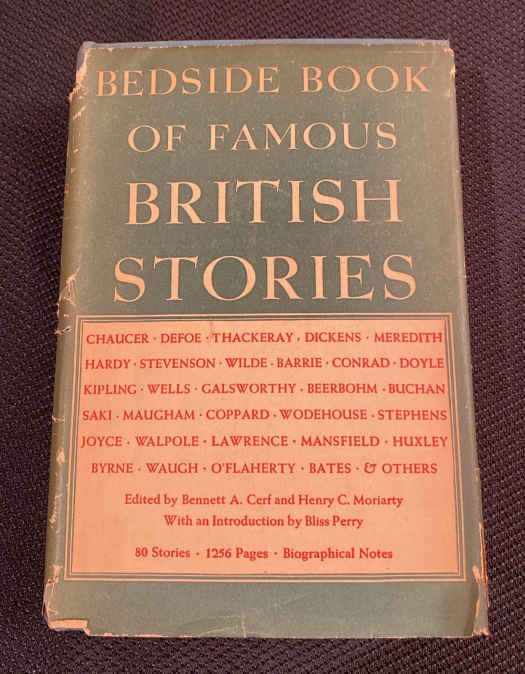 BEDSIDE BOOK
OF FAMOUS
BRITISH
STORIES
CHAUCER · DEFOE · THACKERAY · DICKENS · MEREDITH
HARDY · STEVENSON · WILDE · BARRIE · CONRAD · DOYLE
KIPLING · WELLS · GALSWORTHY · BEERBOHM · BUCHAN
SAKI · MAUGHAM · COPPARD · WODEHOUSE · STEPHENS
JOYCE · WALPOLE · LAWRENCE · MANSFIELD · HUXLEY
BYRNE · WAUGH · O'FLAHERTY · BATES · & OTHERS
Edited by Bennett A. Cerf and Henry C. Moriarty
With an Introduction by Bliss Perry
80 Stories · 1256 Pages · Biographical Notes